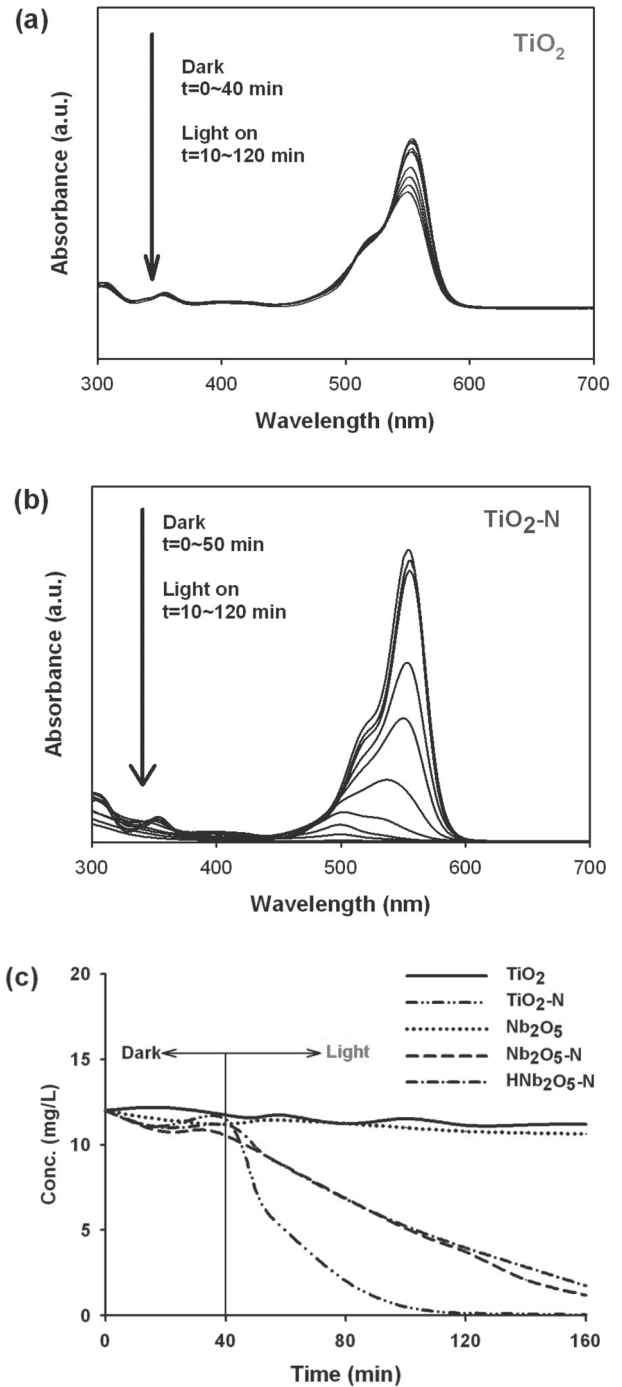 (a)
TiO2
Dark
t=0~40 min
Light on
t=10~120 min
Absorbance (a.u.)
300 400 500 600 700
Wavelength (nm)
(b)
TiO2-N
Dark
t=0~50 min
Light on
t=10~120 min
Absorbance (a.u.)
300 400 500 600 700
Wavelength (nm)
(c)
20
15
10
5
0
Conc. (mg/L)
Dark Light
TiO2
TiO2-N
Nb2O5
Nb2O5-N
HNb2O5-N
0 40 80 120 160
Time (min)